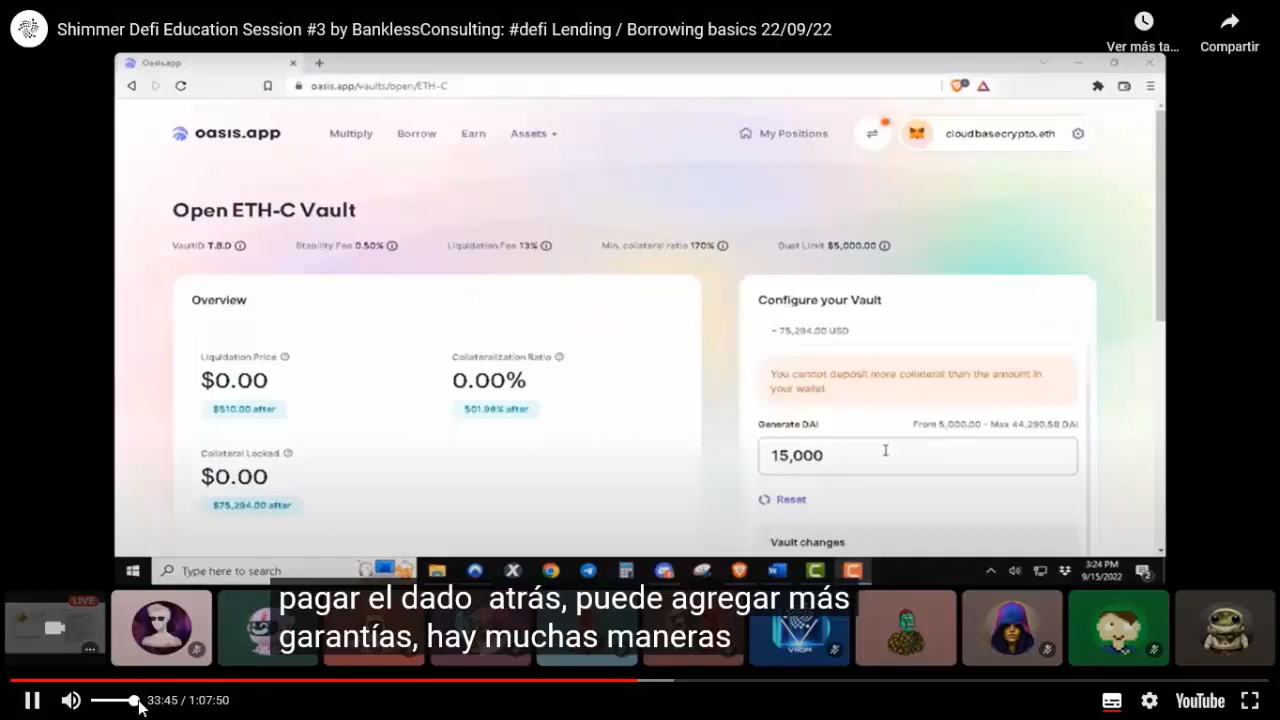 Shimmer Defi Education Session #3 by BanklessConsulting: #defi Lending / Borrowing basics 22/09/22
Ver más ta...
Compartir
Oasis.app
oasis.app/vaults/open/ETH-C
oasis.app
Multiply
Borrow
Earn
Assets
My Positions
cloudbasecrypto.eth
Open ETH-C Vault
VaultID T.B.D
Stability Fee 0.50%
Liquidation Fee 13%
Min. collateral ratio 170%
Dust Limit $5,000.00
Overview
Configure your Vault
~ 75,294.00 USD
Liquidation Price
Collateralization Ratio
$0.00
0.00%
$510.00 after
501.96% after
You cannot deposit more collateral than the amount in
your wallet
Generate DAI
From 5,000.00 - Max 44,290.58 DAI
15,000
Collateral Locked
$0.00
$75,294.00 after
Reset
Vault changes
Type here to search
3:24 PM
9/15/2022
LIVE
pagar el dado atrás, puede agregar más
garantías, hay muchas maneras
VROM
33:45 / 1:07:50
YouTube